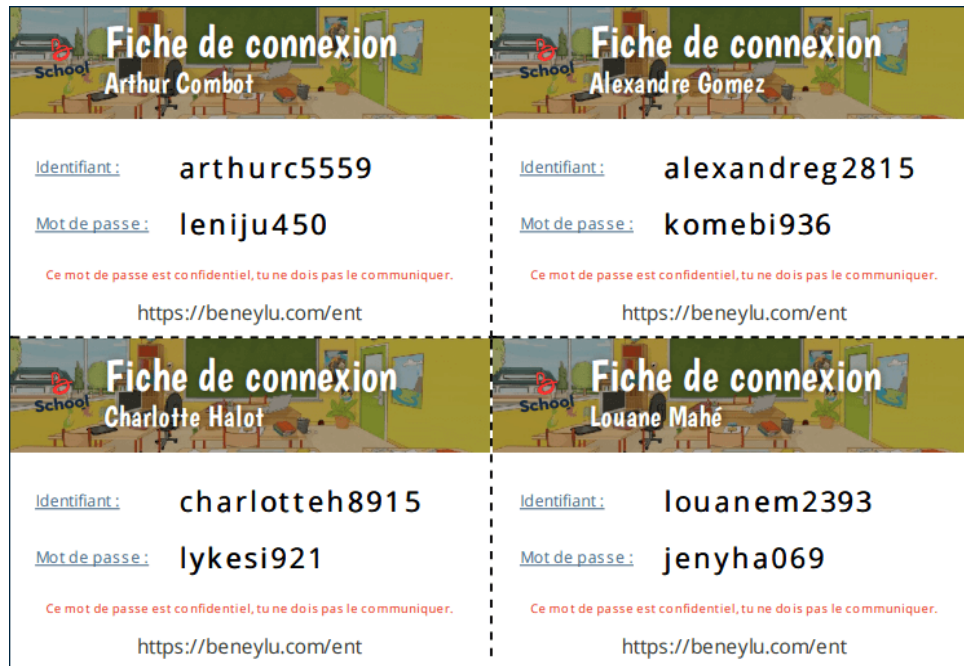 School
Fiche de connexion
Arthur Combot
Identifiant : arthurc5559
Mot de passe : leniju450
Ce mot de passe est confidentiel, tu ne dois pas le communiquer.
https://beneylu.com/ent
School
Fiche de connexion
Alexandre Gomez
Identifiant : alexandreg2815
Mot de passe : komebi936
Ce mot de passe est confidentiel, tu ne dois pas le communiquer.
https://beneylu.com/ent
School
Fiche de connexion
Charlotte Halot
Identifiant : charlotteh8915
Mot de passe : lykesi921
Ce mot de passe est confidentiel, tu ne dois pas le communiquer.
https://beneylu.com/ent
School
Fiche de connexion
Louane Mahé
Identifiant : louanem2393
Mot de passe : jenyha069
Ce mot de passe est confidentiel, tu ne dois pas le communiquer.
https://beneylu.com/ent